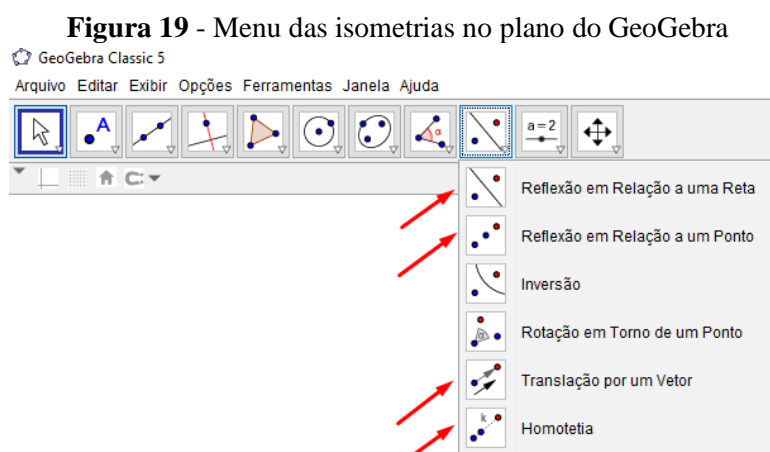 Figura 19 - Menu das isometrias no plano do GeoGebra
GeoGebra Classic 5
Arquivo Editar Exibir Opções Ferramentas Janela Ajuda
A
α
a=2
Reflexão em Relação a uma Reta
Reflexão em Relação a um Ponto
Inversão
α
Rotação em Torno de um Ponto
Translação por um Vetor
k
Homotetia